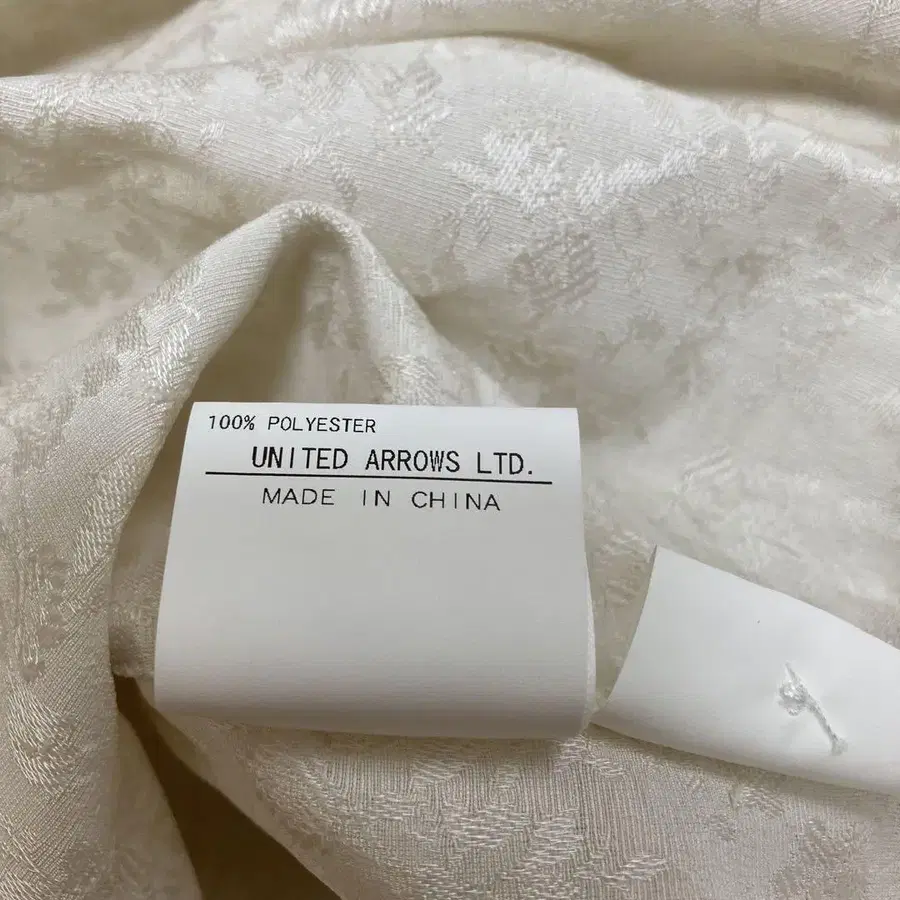 100% POLYESTER
UNITED ARROWS LTD.
MADE IN CHINA